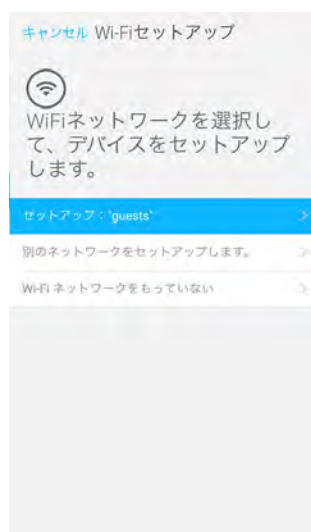 キャンセル Wi-Fiセットアップ
WiFiネットワークを選択し
て、デバイスをセットアップ
します。
セットアップ："guests"
別のネットワークをセットアップします。
Wi-Fi ネットワークをもっていない